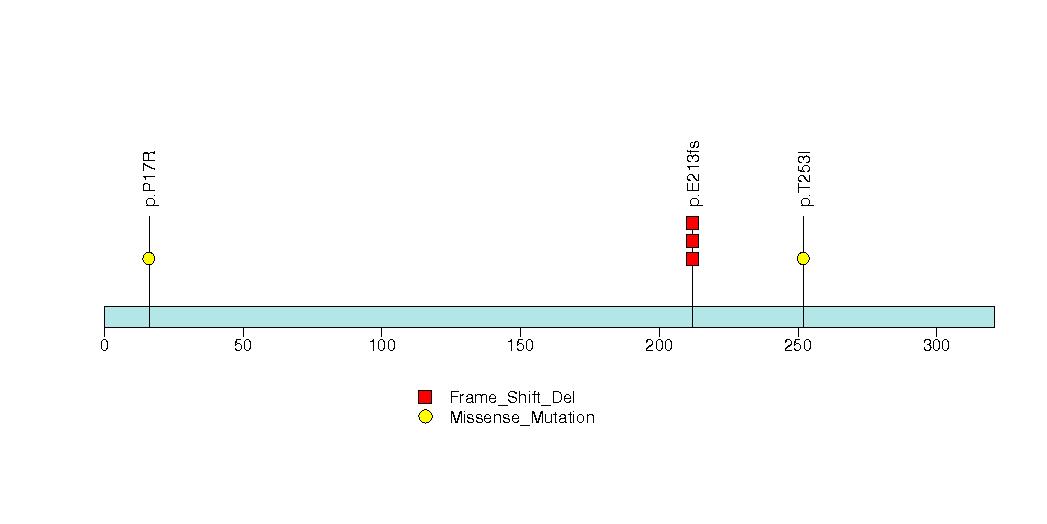 p.P17R
p.E213fs
p.T253I
0 50 100 150 200 250 300
Frame_Shift_Del
Missense_Mutation